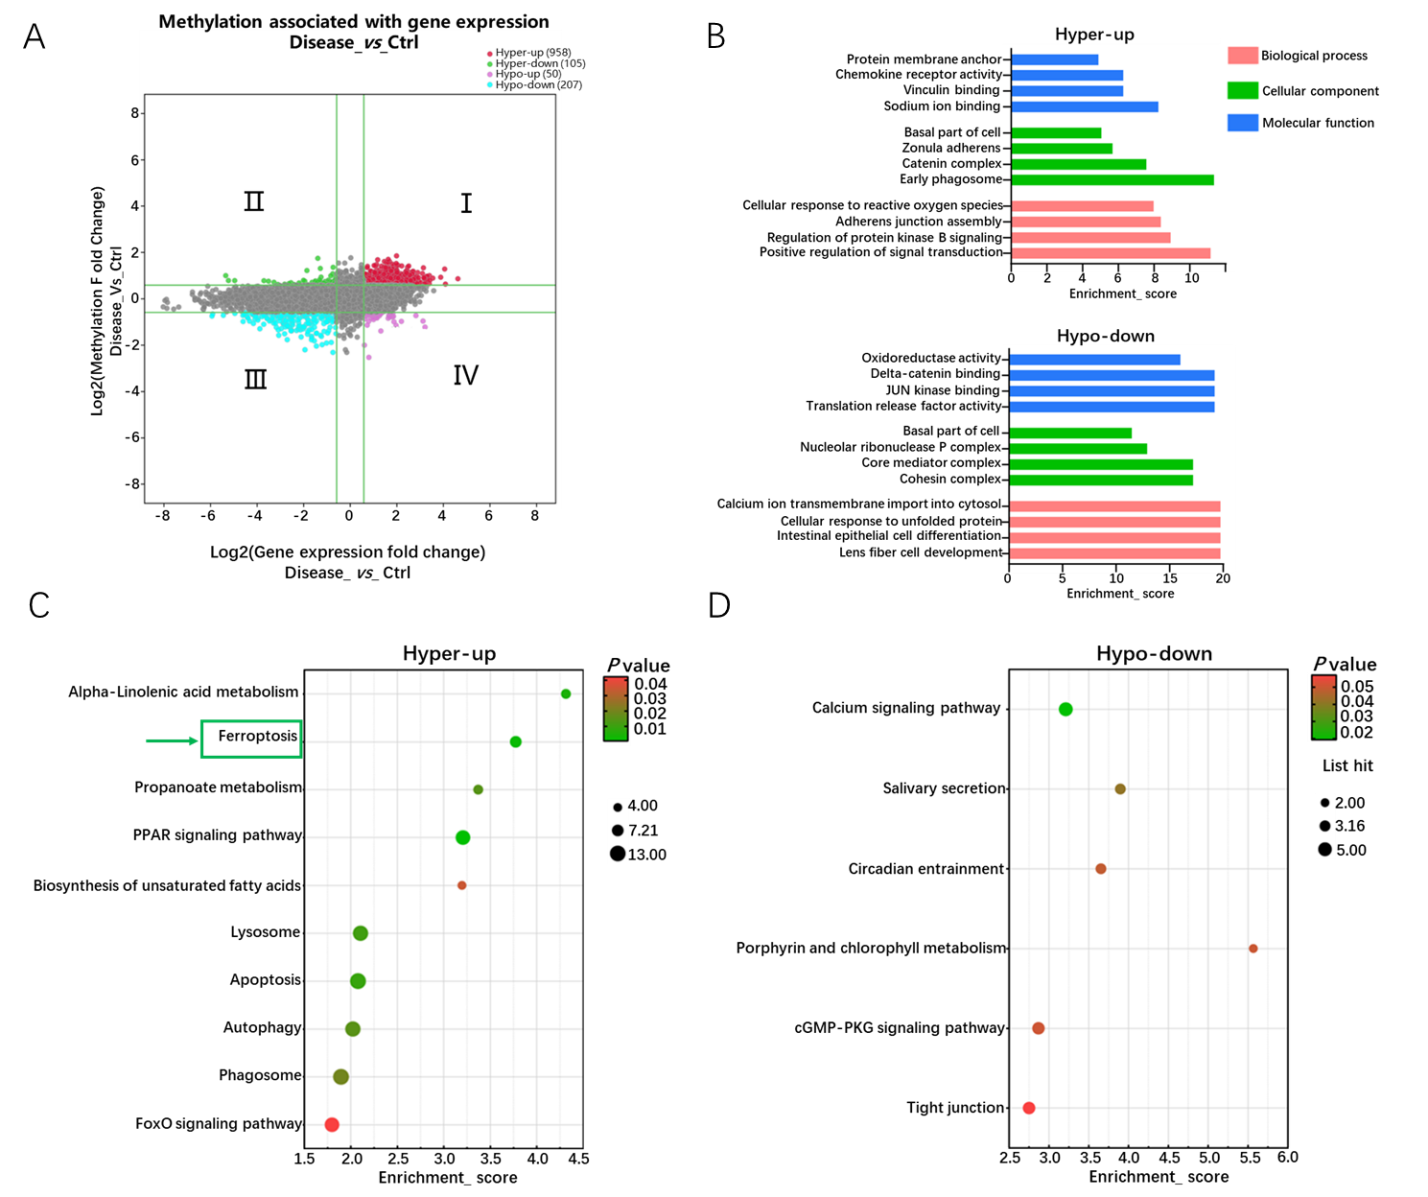 A
Methylation associated with gene expression
Disease_vs_Ctrl
Hyper-up (958)
Hyper-down (105)
Hypo-up (50)
Hypo-down (207)
8
6
4
2
0
-2
-4
-6
-8
Log2(Methylation F old Change)
Disease_Vs_Ctrl
II
I
III
IV
-8 -6 -4 -2 0 2 4 6 8
Log2(Gene expression fold change)
Disease_ vs_ Ctrl
B
Hyper-up
Protein membrane anchor
Chemokine receptor activity
Vinculin binding
Sodium ion binding
Basal part of cell
Zonula adherens
Catenin complex
Early phagosome
Cellular response to reactive oxygen species
Adherens junction assembly
Regulation of protein kinase B signaling
Positive regulation of signal transduction
0 2 4 6 8 10
Enrichment_ score
Biological process
Cellular component
Molecular function
Hypo-down
Oxidoreductase activity
Delta-catenin binding
JUN kinase binding
Translation release factor activity
Basal part of cell
Nucleolar ribonuclease P complex
Core mediator complex
Cohesin complex
Calcium ion transmembrane import into cytosol
Cellular response to unfolded protein
Intestinal epithelial cell differentiation
Lens fiber cell development
0 5 10 15 20
Enrichment_ score
C
Hyper-up
Alpha-Linolenic acid metabolism
Ferroptosis
Propanoate metabolism
PPAR signaling pathway
Biosynthesis of unsaturated fatty acids
Lysosome
Apoptosis
Autophagy
Phagosome
FoxO signaling pathway
1.5 2.0 2.5 3.0 3.5 4.0 4.5
Enrichment_ score
P value
0.04
0.03
0.02
0.01
4.00
7.21
13.00
D
Hypo-down
Calcium signaling pathway
Salivary secretion
Circadian entrainment
Porphyrin and chlorophyll metabolism
cGMP-PKG signaling pathway
Tight junction
2.5 3.0 3.5 4.0 4.5 5.0 5.5 6.0
Enrichment_ score
P value
0.05
0.04
0.03
0.02
List hit
2.00
3.16
5.00